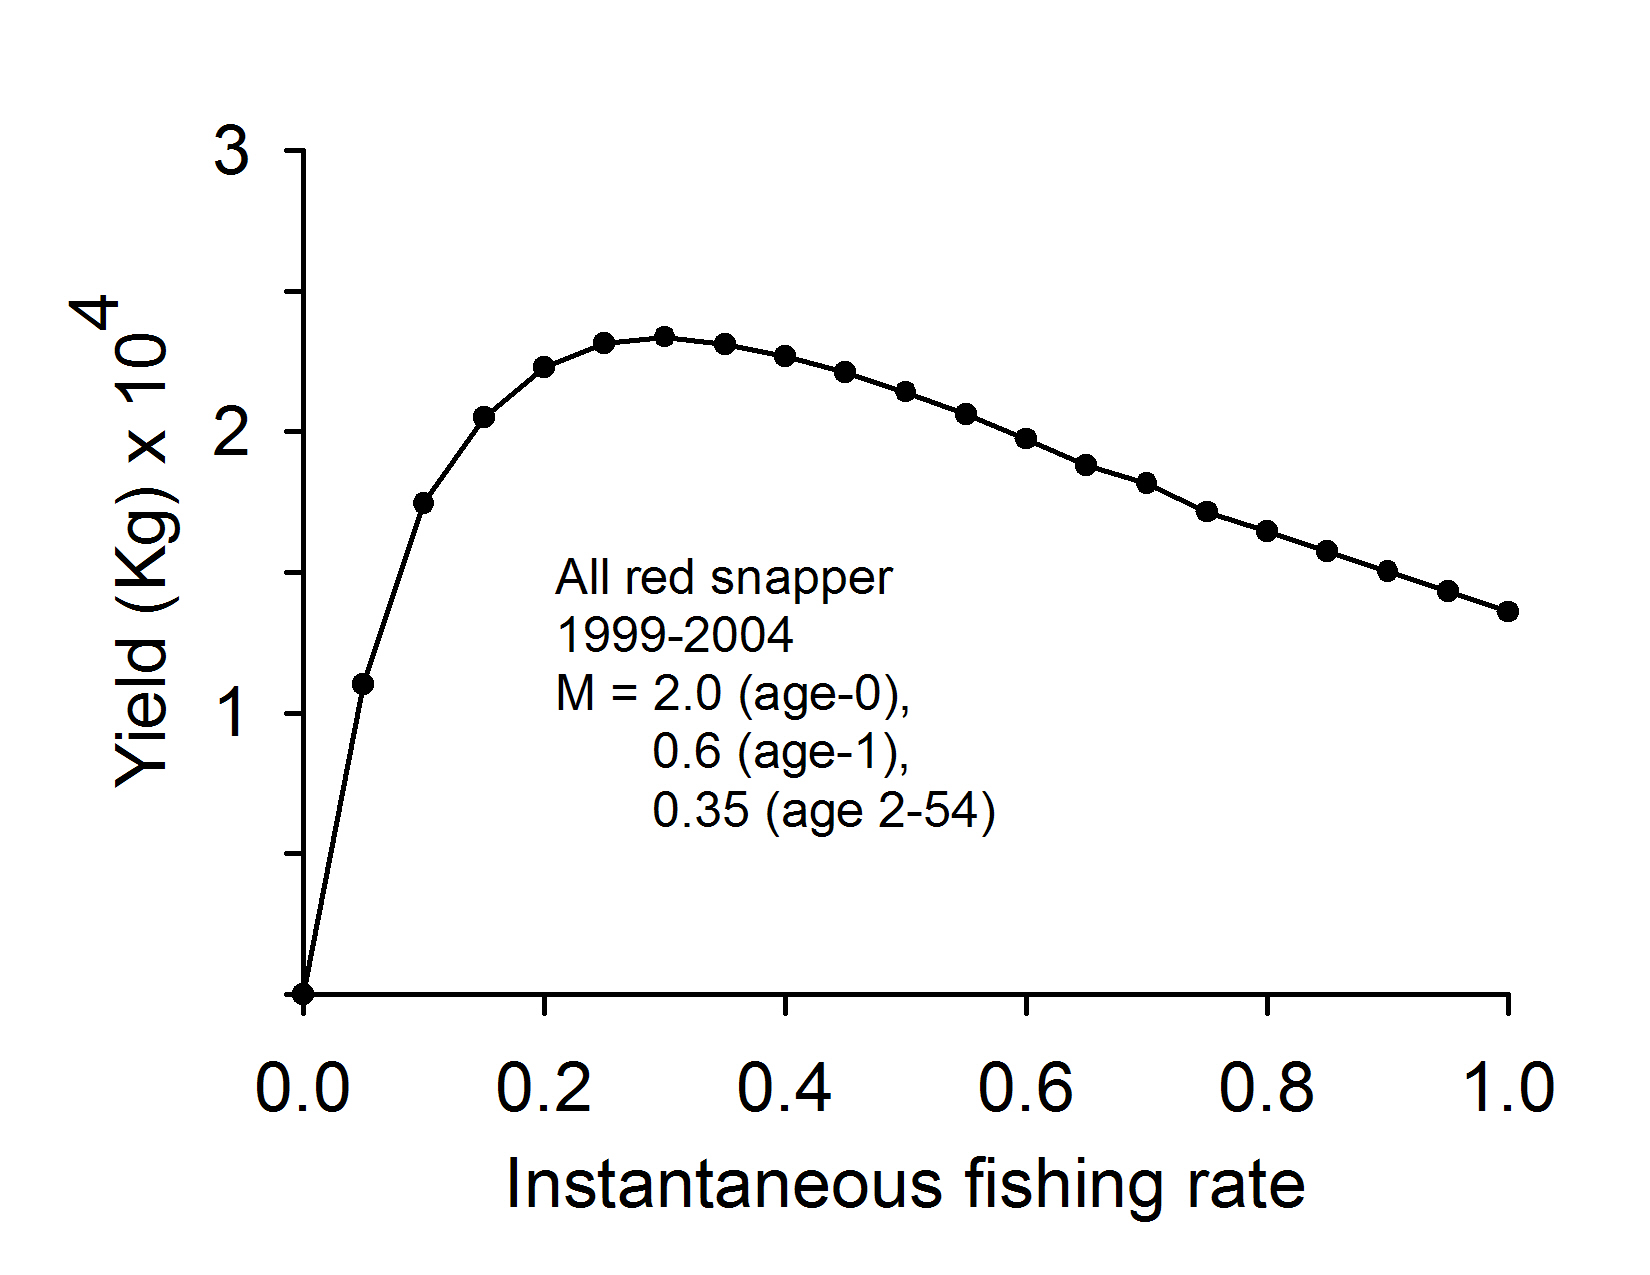 3
2
1
Yield (Kg) x 10^4
All red snapper
1999-2004
M = 2.0 (age-0),
0.6 (age-1),
0.35 (age 2-54)
0.0 0.2 0.4 0.6 0.8 1.0
Instantaneous fishing rate